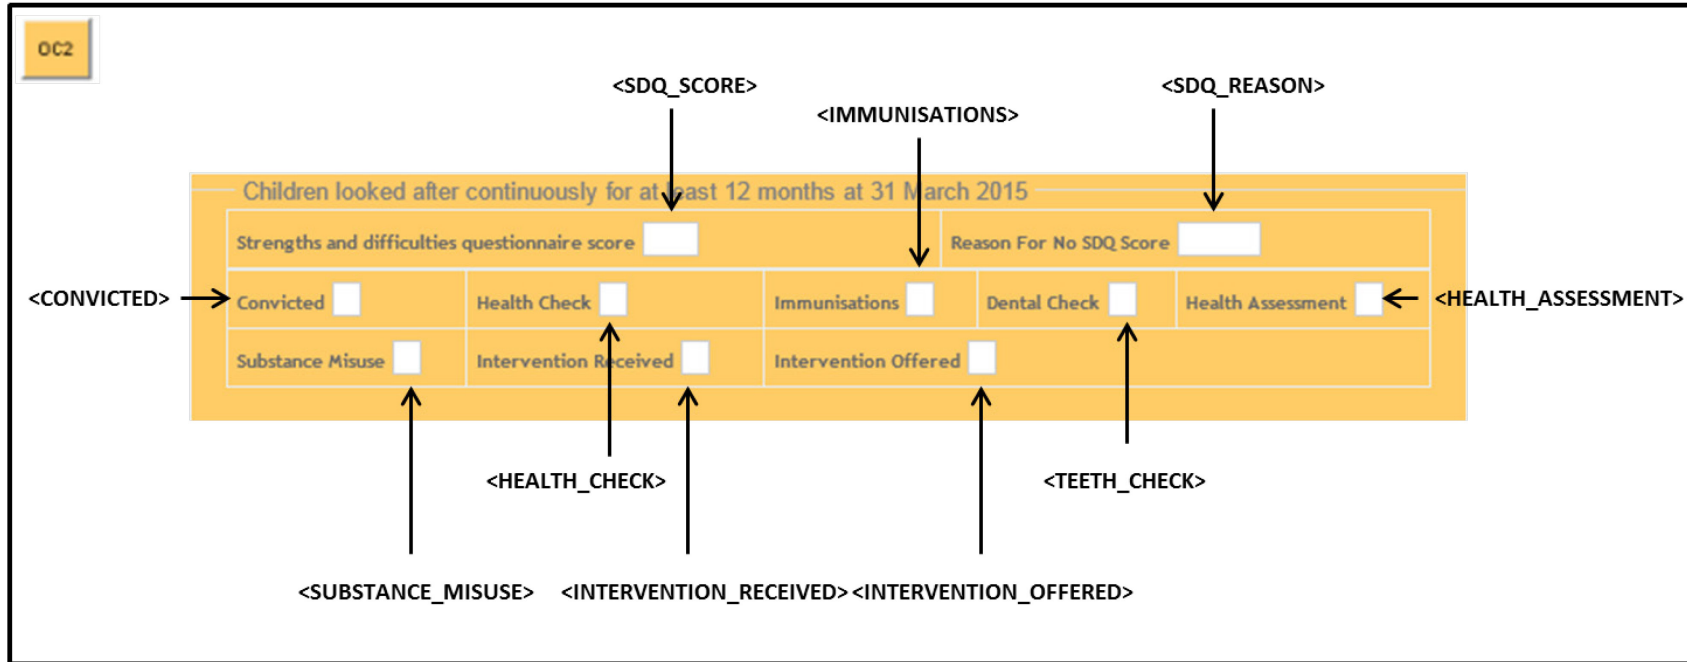 OC2
<SDQ_SCORE>
<SDQ_REASON>
<IMMUNISATIONS>
Children looked after continuously for at least 12 months at 31 March 2015
Strengths and difficulties questionnaire score
Reason For No SDQ Score
<CONVICTED>
Convicted
Health Check
Immunisations
Dental Check
Health Assessment
<HEALTH_ASSESSMENT>
Substance Misuse
Intervention Received
Intervention Offered
<HEALTH_CHECK>
<TEETH_CHECK>
<SUBSTANCE_MISUSE>
<INTERVENTION_RECEIVED>
<INTERVENTION_OFFERED>